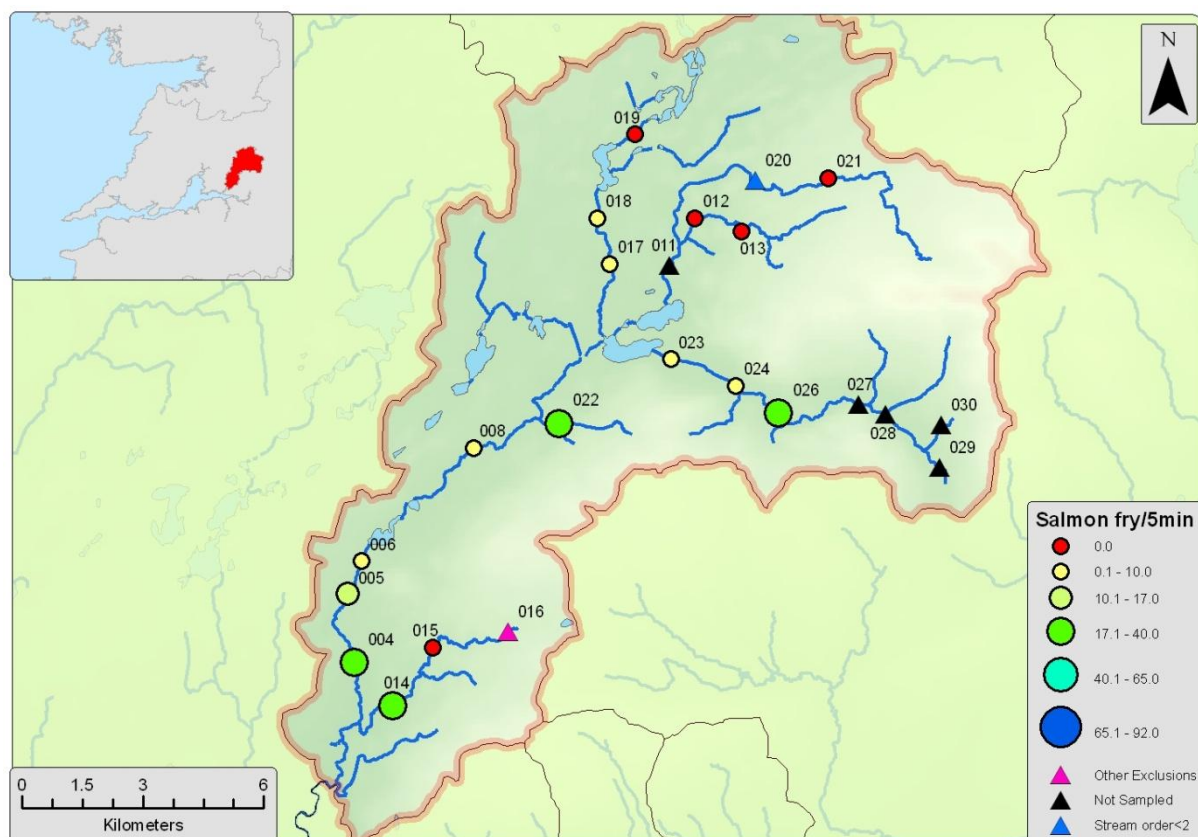 N
019
020
021
018
012
017
011
013
023
024
026
027
022
030
028
008
029
006
005
016
015
004
014
Salmon fry/5min
0.0
0.1 - 10.0
10.1 - 17.0
17.1 - 40.0
40.1 - 65.0
65.1 - 92.0
Other Exclusions
Not Sampled
Stream order<2
0 1.5 3 6
Kilometers